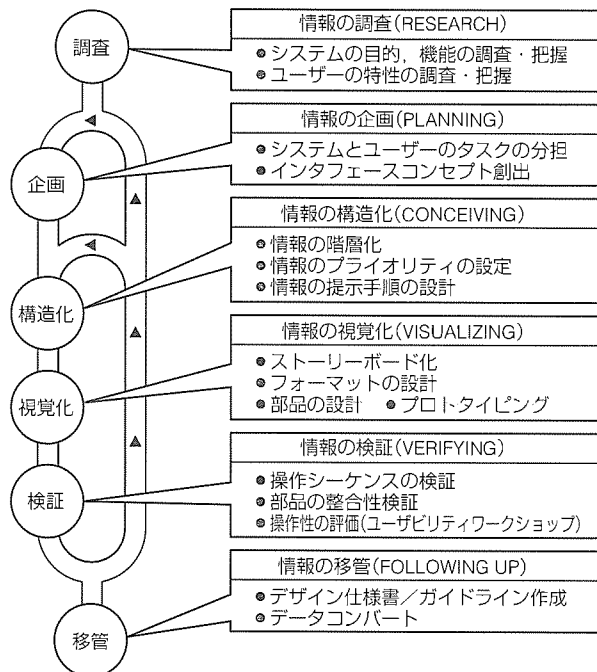 調査
情報の調査(RESEARCH)
●システムの目的，機能の調査・把握
●ユーザーの特性の調査・把握
企画
情報の企画(PLANNING)
●システムとユーザーのタスクの分担
●インタフェースコンセプト創出
構造化
情報の構造化(CONCEIVING)
●情報の階層化
●情報のプライオリティの設定
●情報の提示手順の設計
視覚化
情報の視覚化(VISUALIZING)
●ストーリーボード化
●フォーマットの設計
●部品の設計 ●プロトタイピング
検証
情報の検証(VERIFYING)
●操作シーケンスの検証
●部品の整合性検証
●操作性の評価(ユーザビリティワークショップ)
移管
情報の移管(FOLLOWING UP)
●デザイン仕様書／ガイドライン作成
●データコンバート